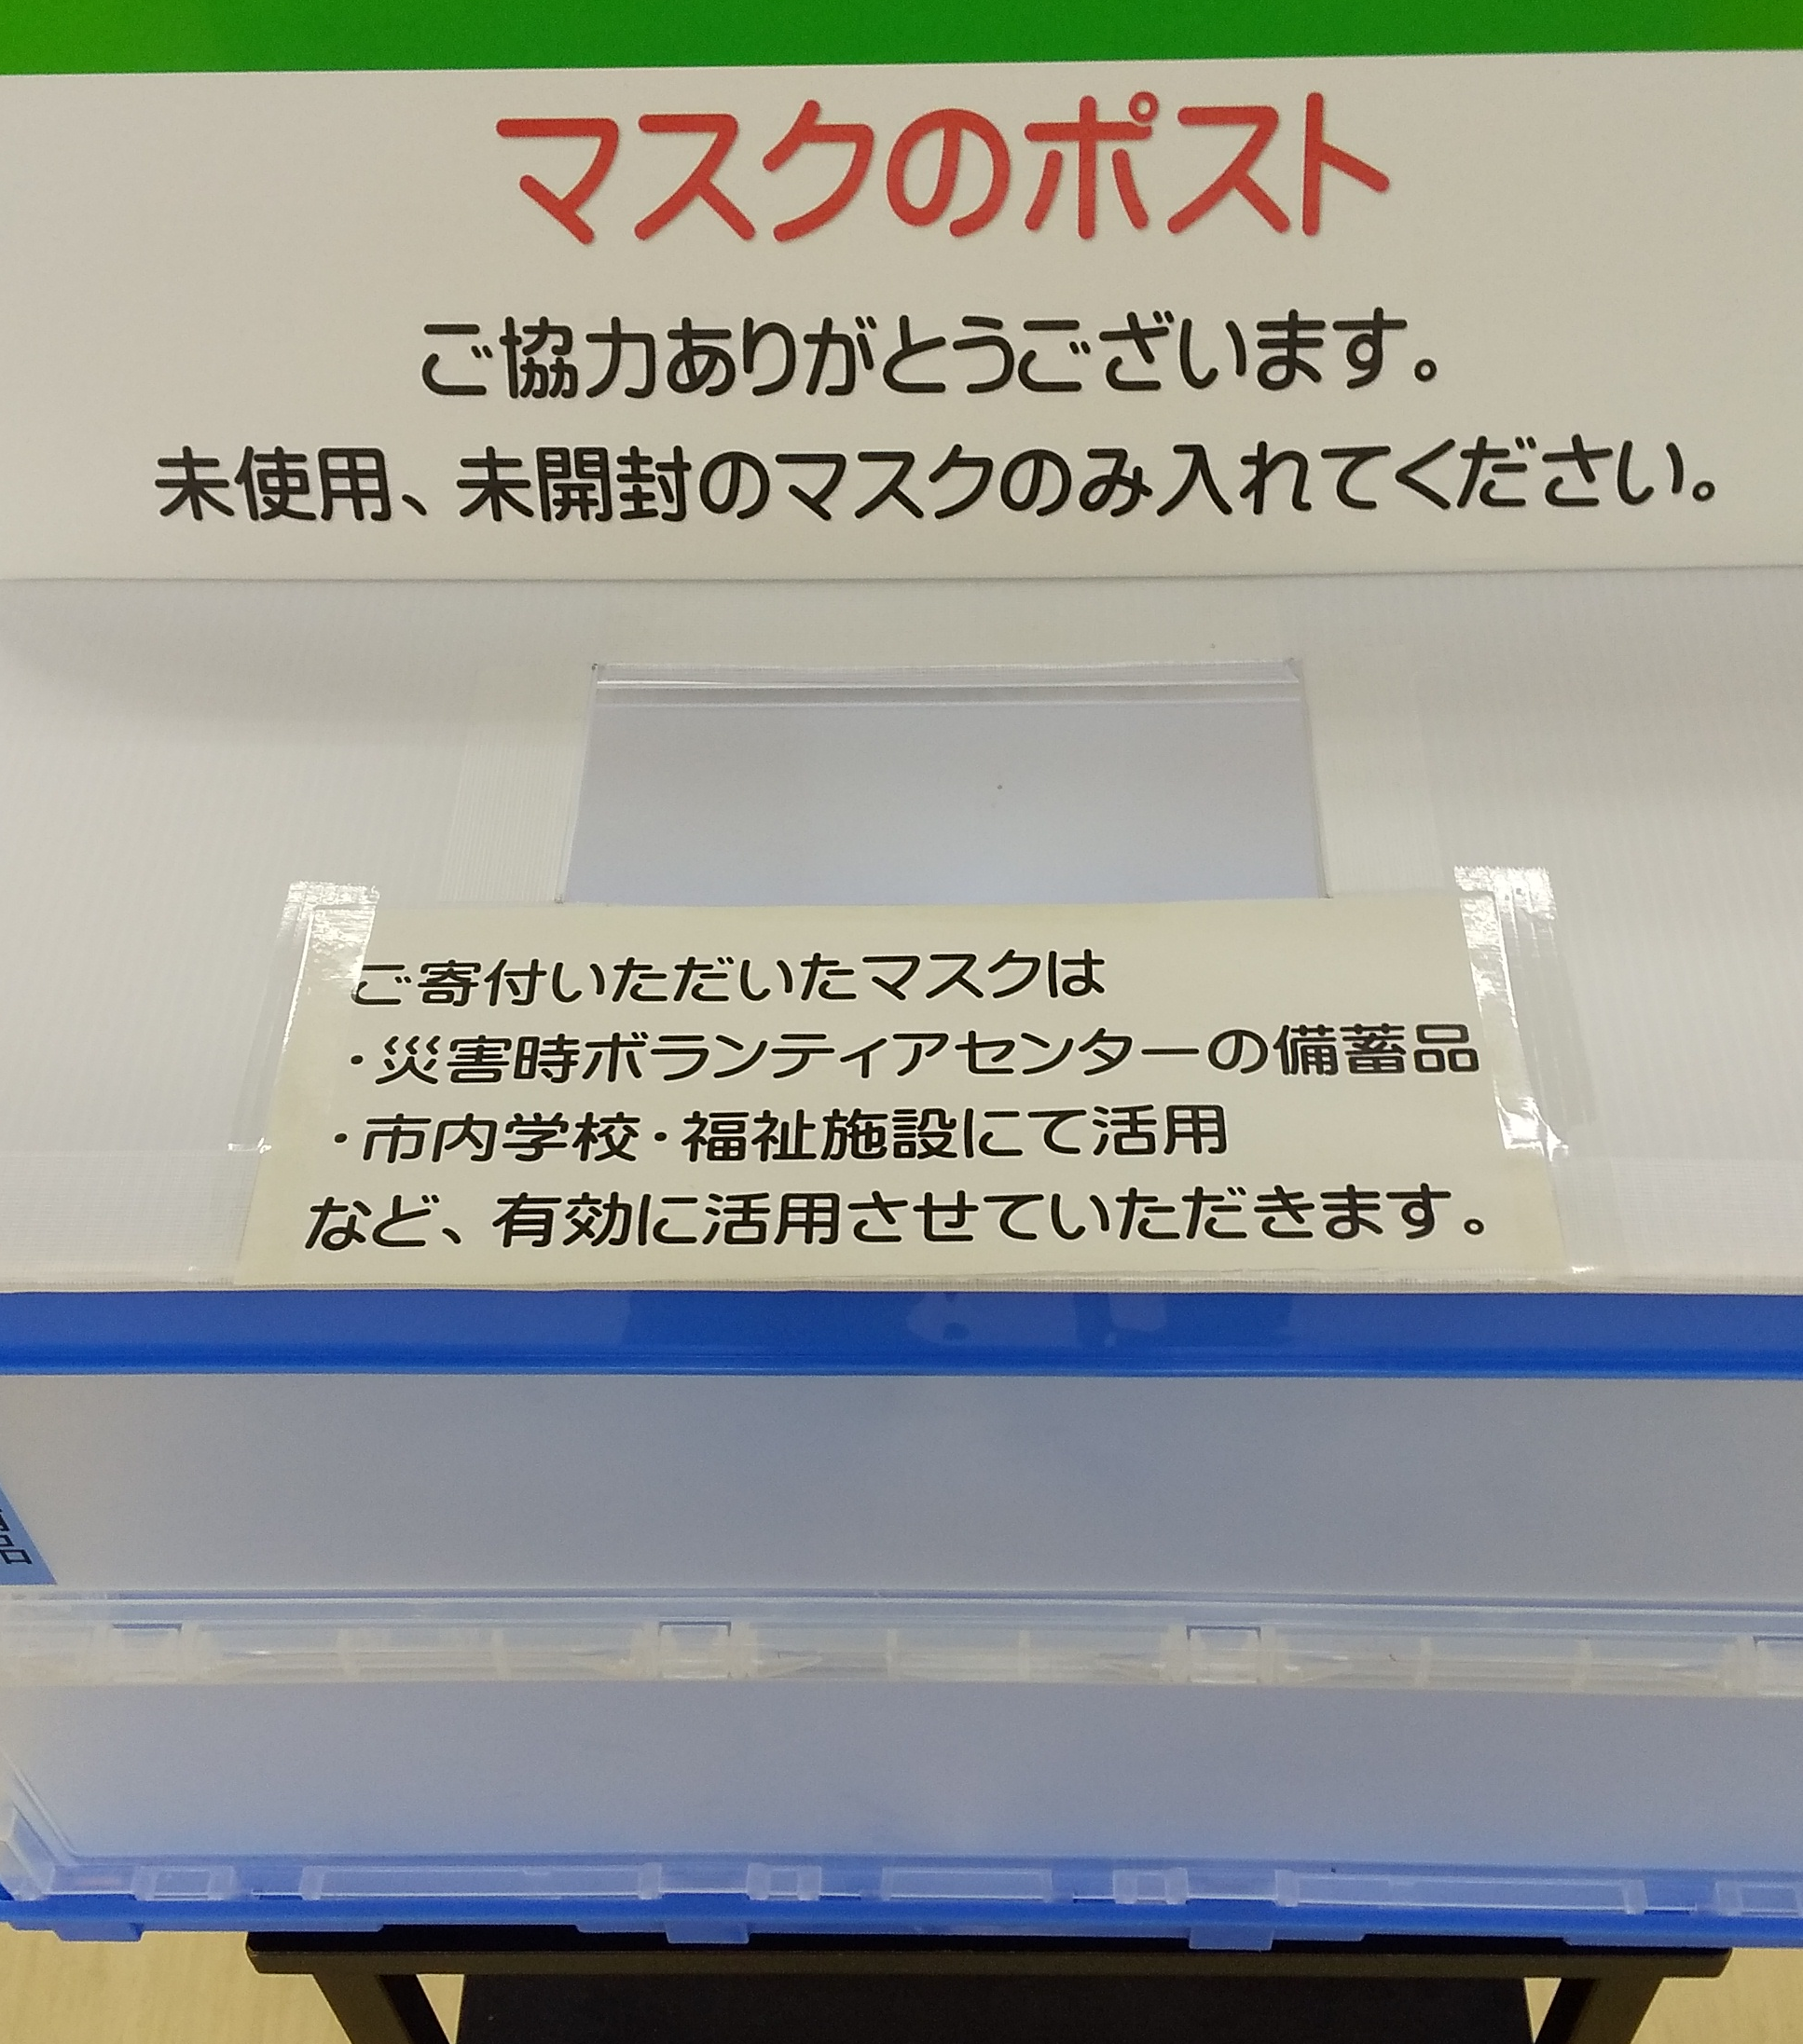 マスクのポスト
ご協力ありがとうございます。
未使用、未開封のマスクのみ入れてください。
ご寄付いただいたマスクは
・災害時ボランティアセンターの備蓄品
・市内学校・福祉施設にて活用
など、有効に活用させていただきます。
品